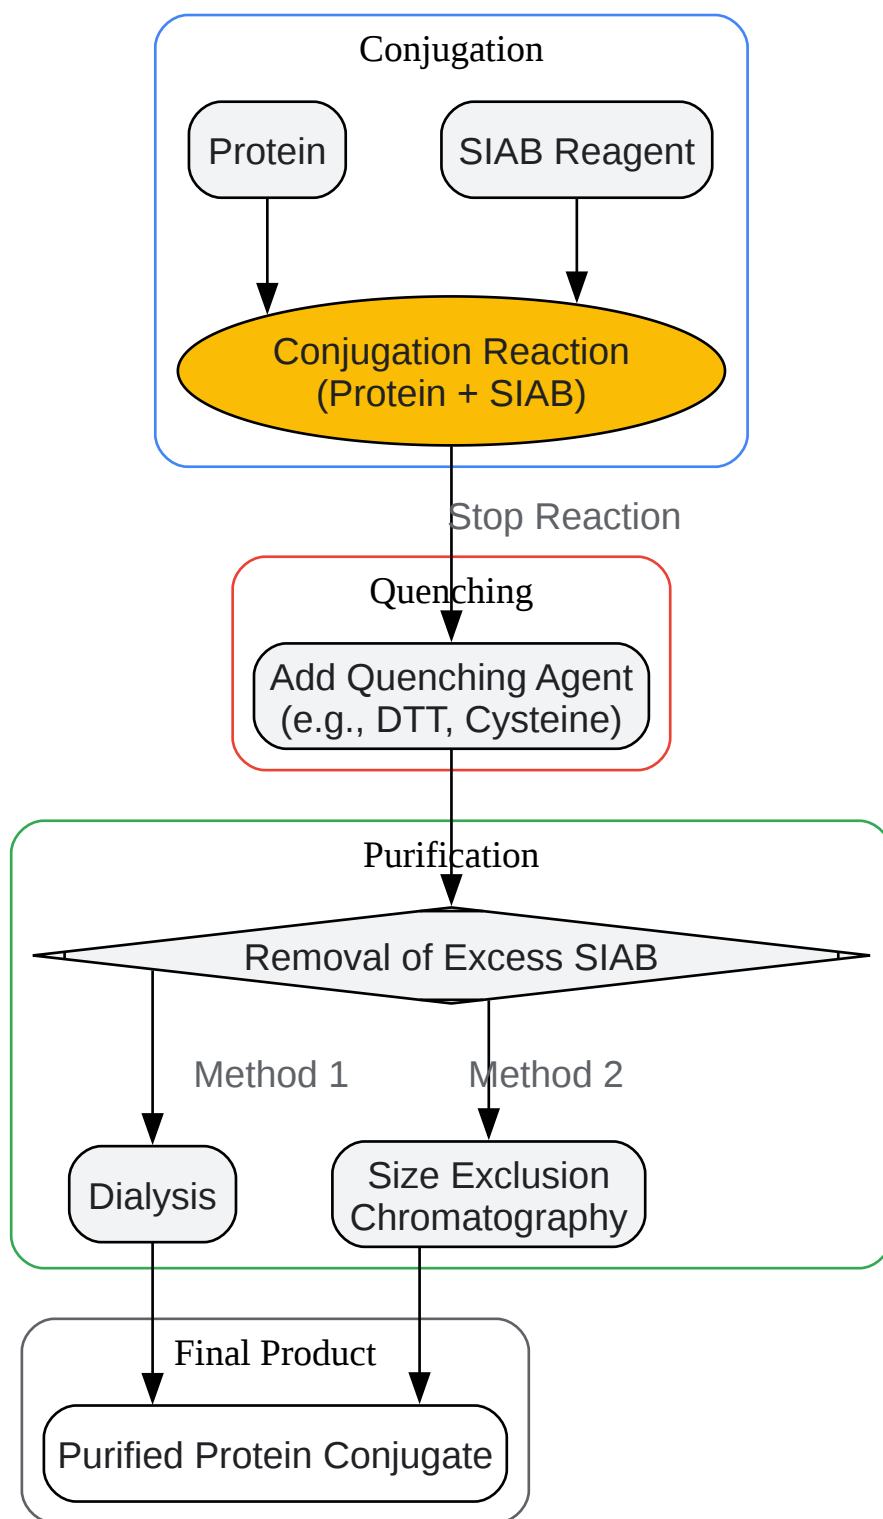 Conjugation
Protein
SIAB Reagent
Conjugation Reaction
(Protein + SIAB)
Stop Reaction
Quenching
Add Quenching Agent
(e.g., DTT, Cysteine)
Purification
Removal of Excess SIAB
Method 1
Method 2
Dialysis
Size Exclusion
Chromatography
Final Product
Purified Protein Conjugate